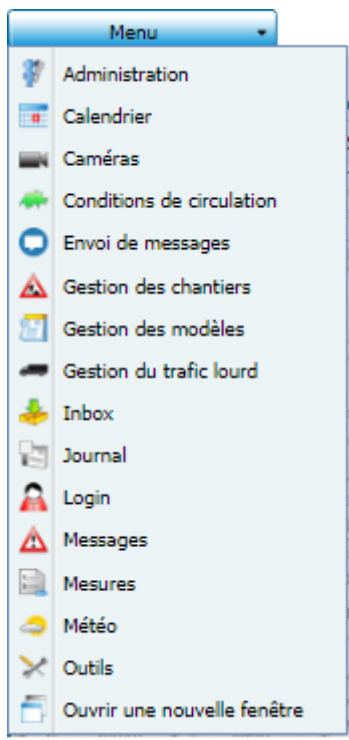 Menu
Administration
Calendrier
Caméras
Conditions de circulation
Envoi de messages
Gestion des chantiers
Gestion des modèles
Gestion du trafic lourd
Inbox
Journal
Login
Messages
Mesures
Météo
Outils
Ouvrir une nouvelle fenêtre